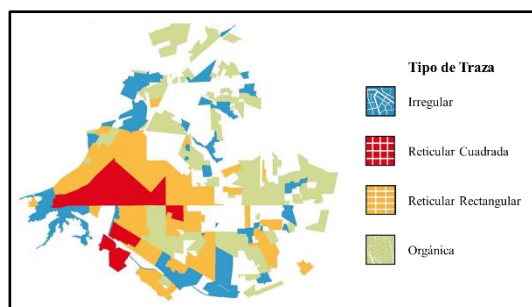 Tipo de Traza
Irregular
Reticular Cuadrada
Reticular Rectangular
Orgánica